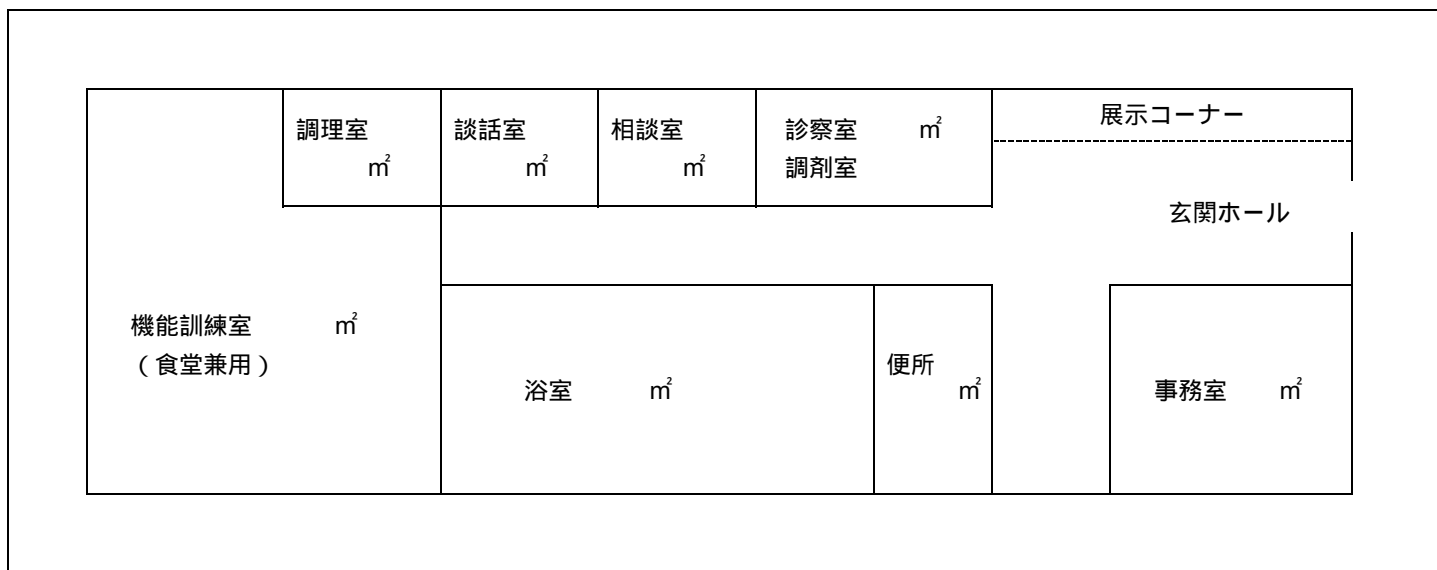 調理室
㎡
談話室
㎡
相談室
㎡
診察室 ㎡
調剤室
展示コーナー
玄関ホール
機能訓練室 ㎡
（食堂兼用）
浴室 ㎡
便所
㎡
事務室 ㎡